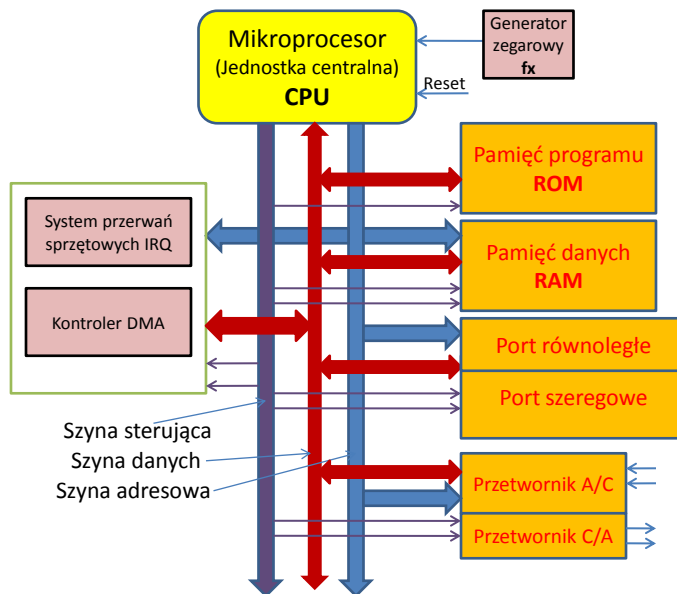 Mikroprocesor
(Jednostka centralna)
CPU
Generator
zegarowy
fx
Reset
Pamięć programu
ROM
System przerwań
sprzętowych IRQ
Pamięć danych
RAM
Kontroler DMA
Port równoległe
Port szeregowe
Szyna sterująca
Szyna danych
Szyna adresowa
Przetwornik A/C
Przetwornik C/A